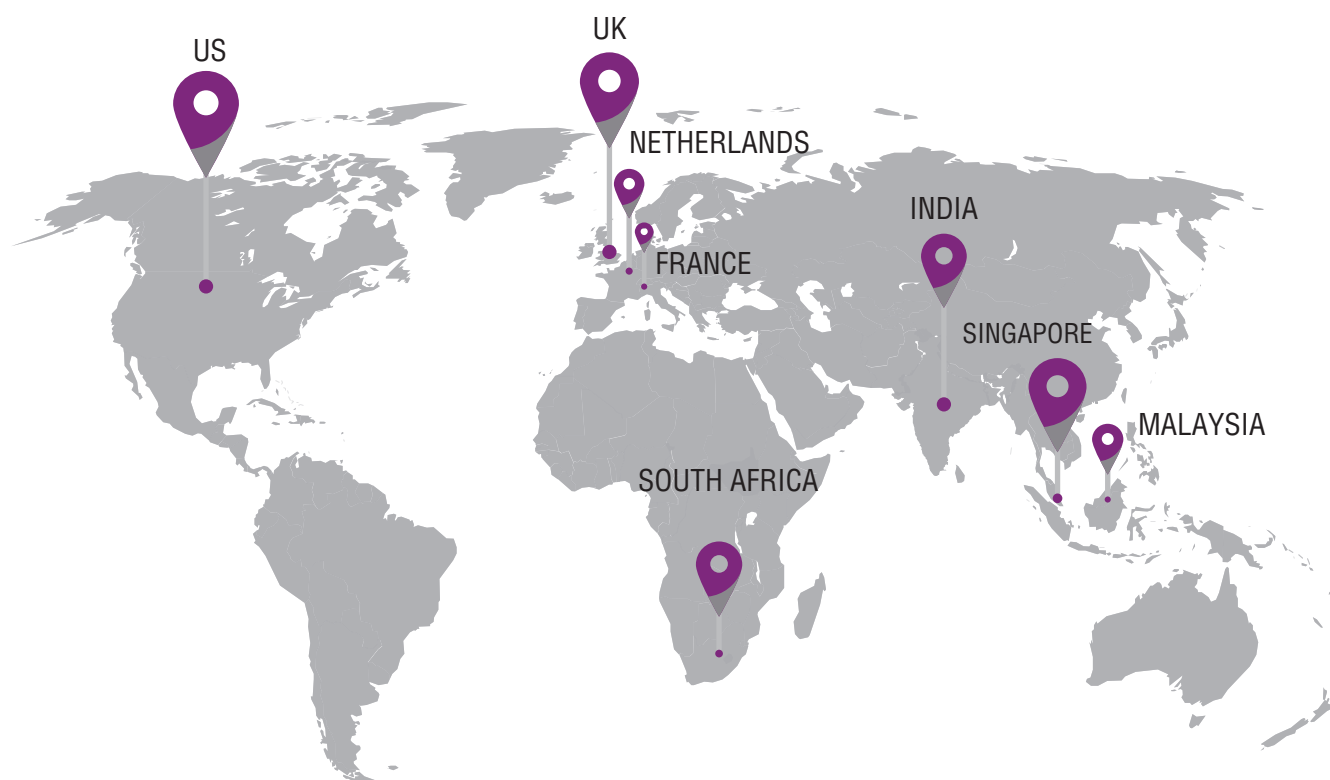 UK
US
NETHERLANDS
INDIA
FRANCE
SINGAPORE
MALAYSIA
SOUTH AFRICA